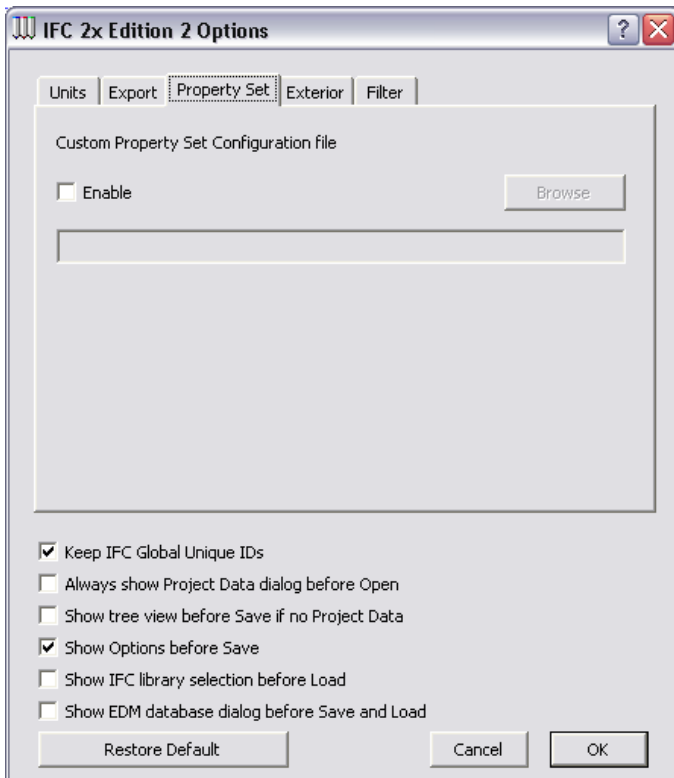 IFC 2x Edition 2 Options
?
Units Export Property Set Exterior Filter
Custom Property Set Configuration file
Enable Browse
Keep IFC Global Unique IDs
Always show Project Data dialog before Open
Show tree view before Save if no Project Data
Show Options before Save
Show IFC library selection before Load
Show EDM database dialog before Save and Load
Restore Default Cancel OK